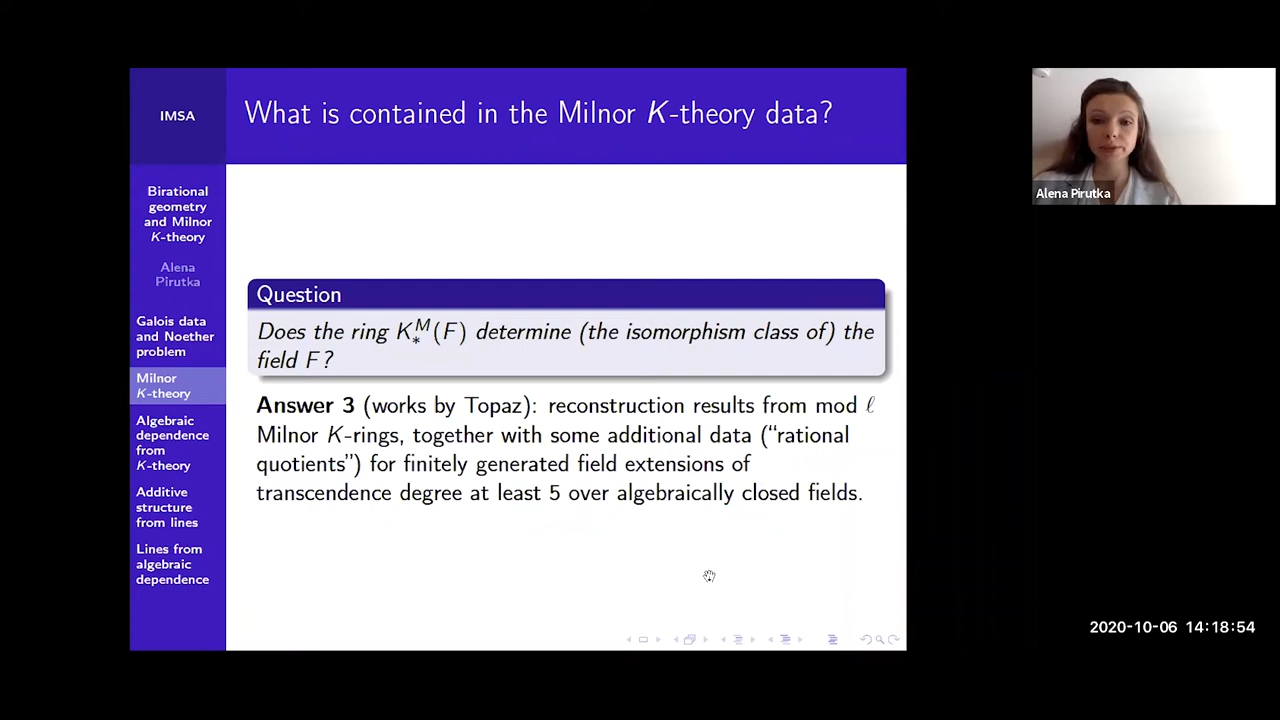 IMSA
What is contained in the Milnor K-theory data?
Birational
geometry
and Milnor
K-theory
Alena
Pirutka
Galois data
and Noether
problem
Milnor
K-theory
Algebraic
dependence
from
K-theory
Additive
structure
from lines
Lines from
algebraic
dependence
Question
Does the ring K_*^M(F) determine (the isomorphism class of) the
field F?
Answer 3 (works by Topaz): reconstruction results from mod ℓ
Milnor K-rings, together with some additional data (“rational
quotients”) for finitely generated field extensions of
transcendence degree at least 5 over algebraically closed fields.
Alena Pirutka
2020-10-06 14:18:54